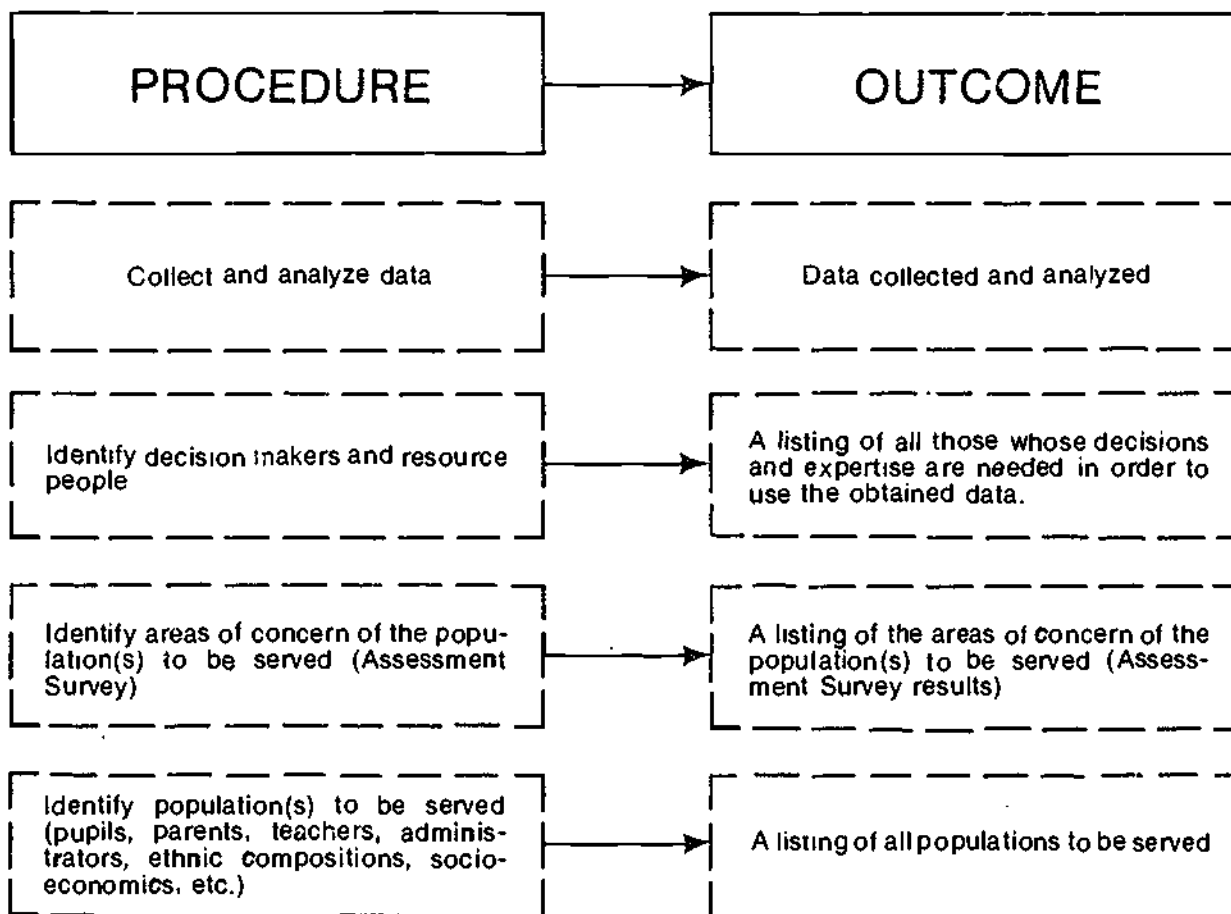 PROCEDURE
OUTCOME
Collect and analyze data
Data collected and analyzed
Identify decision makers and resource
people
A listing of all those whose decisions
and expertise are needed in order to
use the obtained data.
Identify areas of concern of the popu-
lation(s) to be served (Assessment
Survey)
A listing of the areas of concern of the
population(s) to be served (Assess-
ment Survey results)
Identify population(s) to be served
(pupils, parents, teachers, adminis-
trators, ethnic compositions, socio-
economics, etc.)
A listing of all populations to be served